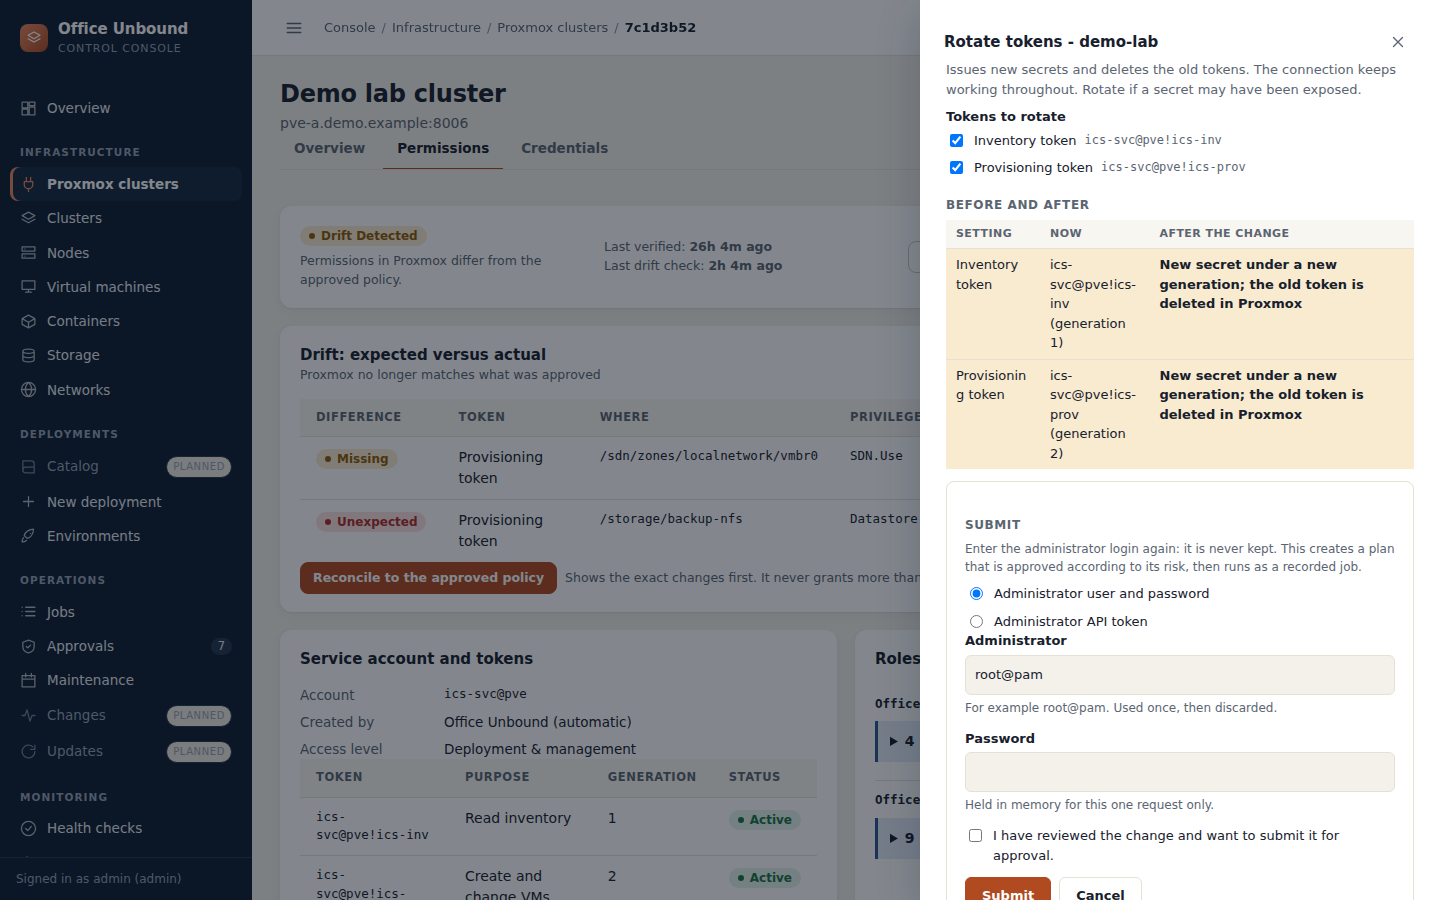 Office Unbound
CONTROL CONSOLE
Overview
INFRASTRUCTURE
Proxmox clusters
Clusters
Nodes
Virtual machines
Containers
Storage
Networks
DEPLOYMENTS
Catalog PLANNED
New deployment
Environments
OPERATIONS
Jobs
Approvals 7
Maintenance
Changes PLANNED
Updates PLANNED
MONITORING
Health checks
Signed in as admin (admin)
Console / Infrastructure / Proxmox clusters / 7c1d3b52
Demo lab cluster
pve-a.demo.example:8006
Overview Permissions Credentials
Drift Detected
Permissions in Proxmox differ from the
approved policy.
Last verified: 26h 4m ago
Last drift check: 2h 4m ago
Drift: expected versus actual
Proxmox no longer matches what was approved
DIFFERENCE TOKEN WHERE PRIVILEGE
Missing Provisioning /sdn/zones/localnetwork/vmbr0 SDN.Use
token
Unexpected Provisioning /storage/backup-nfs Datastore
token
Reconcile to the approved policy Shows the exact changes first. It never grants more than
Service account and tokens
Account ics-svc@pve
Created by Office Unbound (automatic)
Access level Deployment & management
TOKEN PURPOSE GENERATION STATUS
ics- Read inventory 1 Active
svc@pve!ics-inv
ics- Create and 2 Active
svc@pve!ics- change VMs
Roles
Office
4
Office
9
Rotate tokens - demo-lab
Issues new secrets and deletes the old tokens. The connection keeps
working throughout. Rotate if a secret may have been exposed.
Tokens to rotate
Inventory token ics-svc@pve!ics-inv
Provisioning token ics-svc@pve!ics-prov
BEFORE AND AFTER
SETTING NOW AFTER THE CHANGE
Inventory ics- New secret under a new
token svc@pve!ics- generation; the old token is
inv deleted in Proxmox
(generation
1)
Provisionin ics- New secret under a new
g token svc@pve!ics- generation; the old token is
prov deleted in Proxmox
(generation
2)
SUBMIT
Enter the administrator login again: it is never kept. This creates a plan
that is approved according to its risk, then runs as a recorded job.
Administrator user and password
Administrator API token
Administrator
root@pam
For example root@pam. Used once, then discarded.
Password
Held in memory for this one request only.
I have reviewed the change and want to submit it for
approval.
Submit Cancel